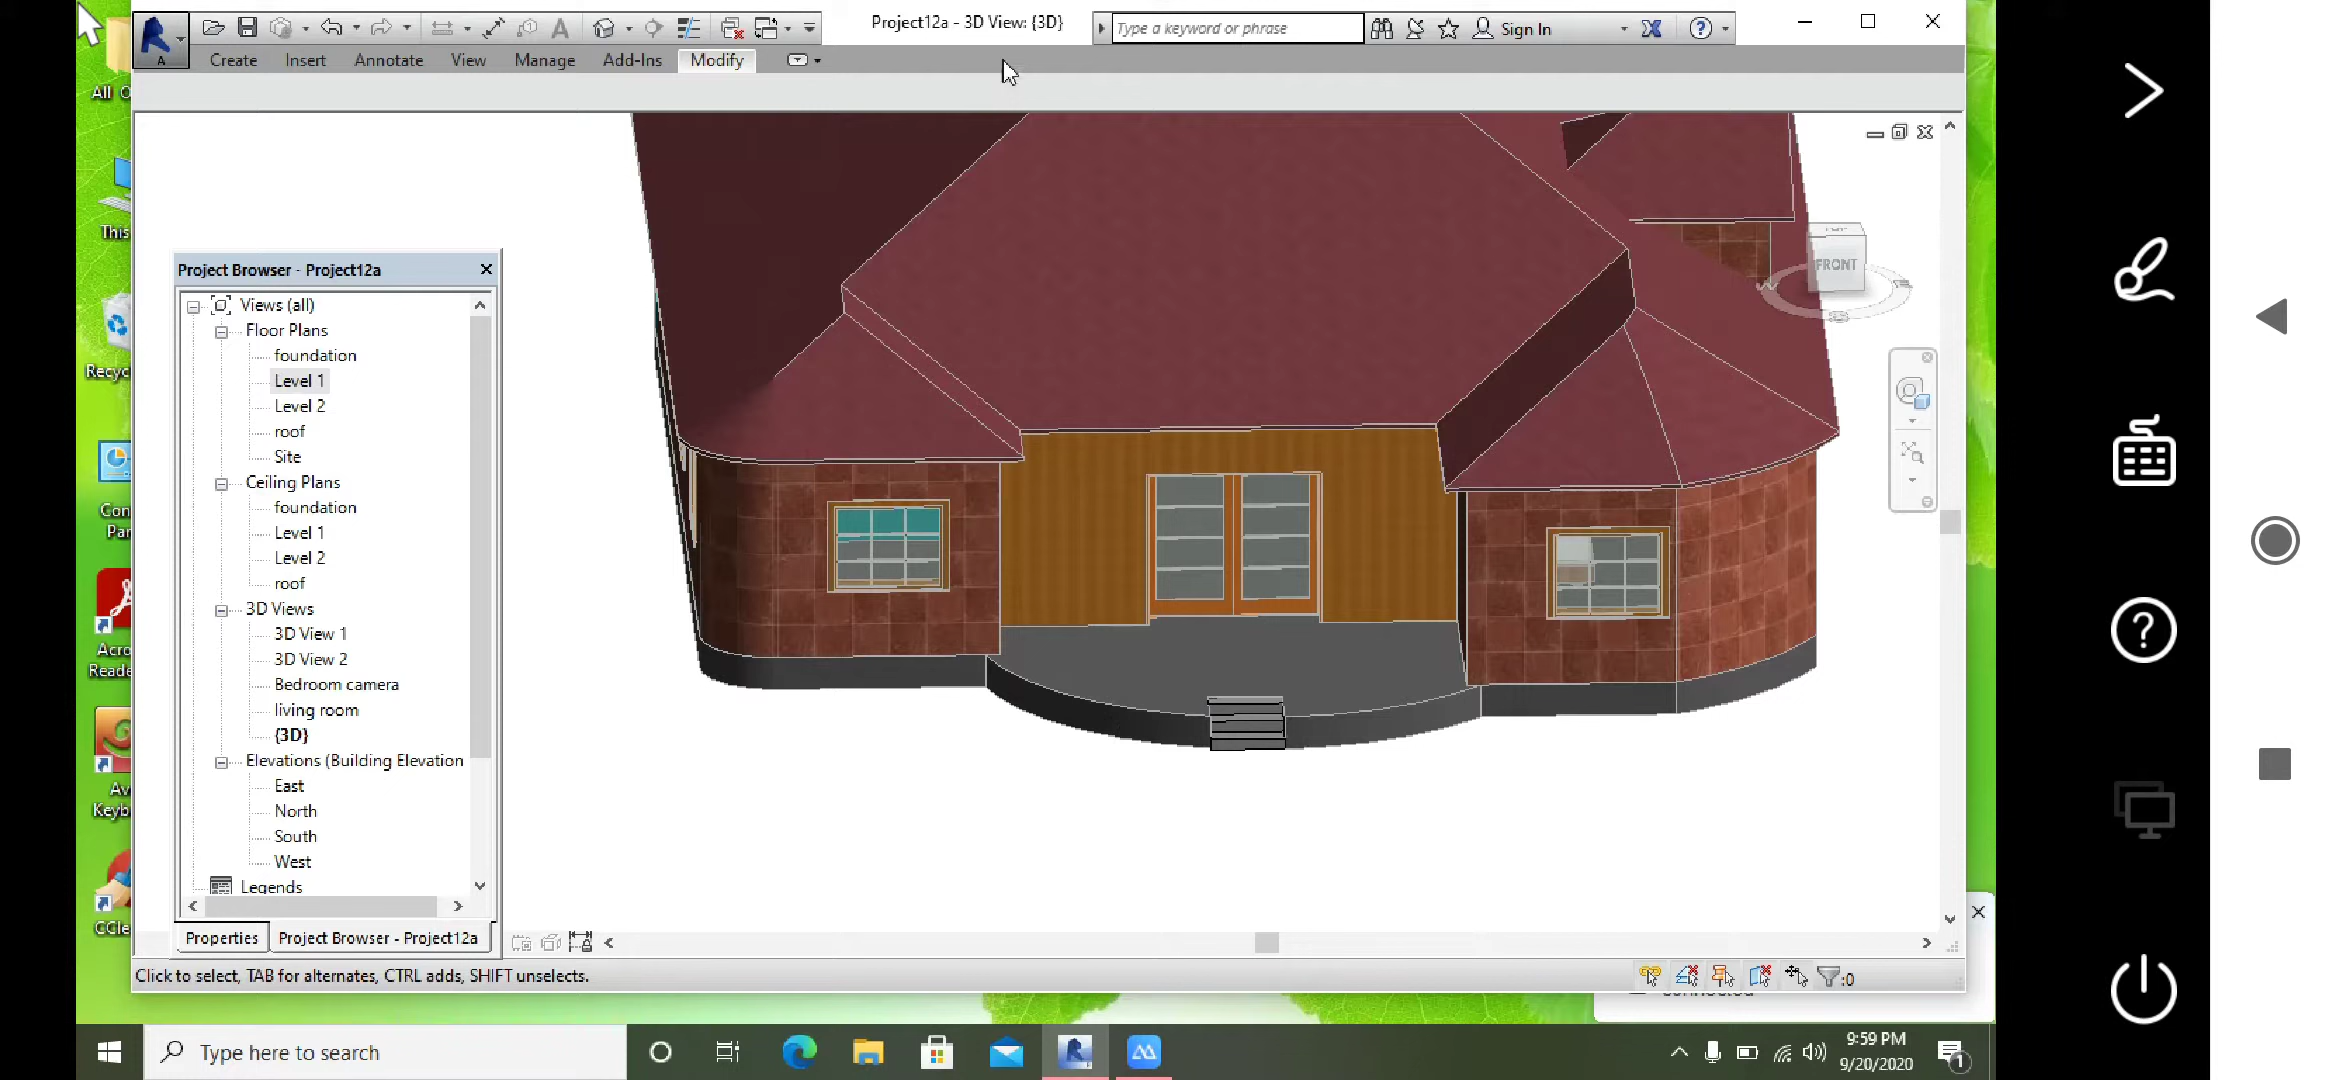 All O
This
Recyc
Con
Pan
Acro
Reade
Av
Keyb
CCle
A
Project12a - 3D View: {3D}
Type a keyword or phrase
Sign In
Create Insert Annotate View Manage Add-Ins Modify
FRONT
Project Browser - Project12a
Views (all)
Floor Plans
foundation
Level 1
Level 2
roof
Site
Ceiling Plans
foundation
Level 1
Level 2
roof
3D Views
3D View 1
3D View 2
Bedroom camera
living room
{3D}
Elevations (Building Elevation
East
North
South
West
Legends
Properties Project Browser - Project12a
Click to select, TAB for alternates, CTRL adds, SHIFT unselects.
:0
Type here to search
9:59 PM
9/20/2020
1